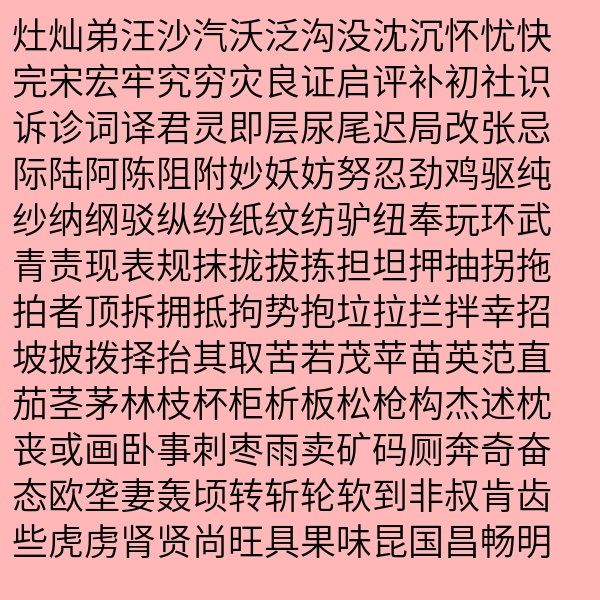 灶灿弟汪沙汽沃泛沟没沈沉怀忧快
完宋宏牢究穷灾良证启评补初社识
诉诊词译君灵即层尿尾迟局改张忌
际陆阿陈阻附妙妖妨努忍劲鸡驱纯
纱纳纲驳纵纷纸纹纺驴纽奉玩环武
青责现表规抹拢拔拣担坦押抽拐拖
拍者顶拆拥抵拘势抱垃拉拦拌幸招
坡披拨择抬其取苦若茂苹苗英范直
茄茎茅林枝杯柜析板松枪构杰述枕
丧或画卧事刺枣雨卖矿码厕奔奇奋
态欧垄妻轰顷转斩轮软到非叔肯齿
些虎虏肾贤尚旺具果味昆国昌畅明